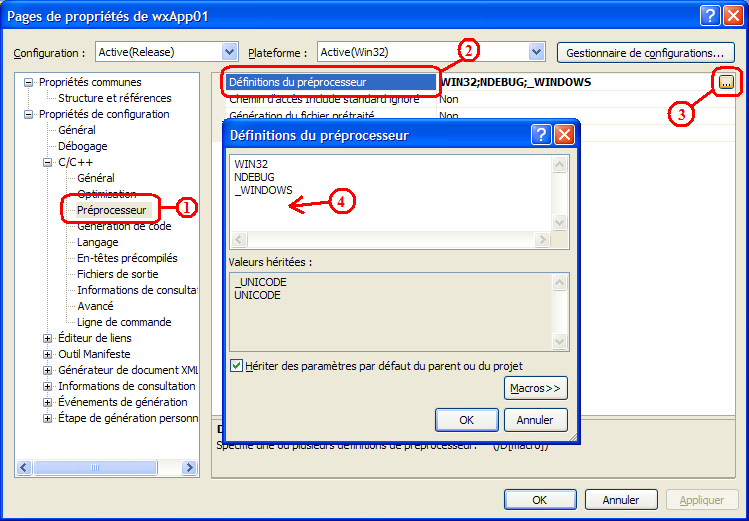 Pages de propriétés de wxApp01
Configuration : Active(Release) Plateforme : Active(Win32) Gestionnaire de configurations...
2
Propriétés communes
Structure et références
Propriétés de configuration
Général
Débogage
C/C++
Général
Optimisation
Préprocesseur
1
Génération de code
Langage
En-têtes précompilés
Fichiers de sortie
Informations de consulta
Avancé
Ligne de commande
Éditeur de liens
Outil Manifeste
Générateur de document XML
Informations de consultation
Événements de génération
Étape de génération personn
Définitions du préprocesseur WIN32;NDEBUG;_WINDOWS ...
3
Chemin d'accès Include standard ignoré Non
Génération du fichier prétraité Non
Définitions du préprocesseur
WIN32
NDEBUG
_WINDOWS
4
Valeurs héritées :
_UNICODE
UNICODE
Hériter des paramètres par défaut du parent ou du projet
Macros>>
OK Annuler
Spécifie une ou plusieurs définitions de préprocesseur. (/D[macro])
OK Annuler Appliquer